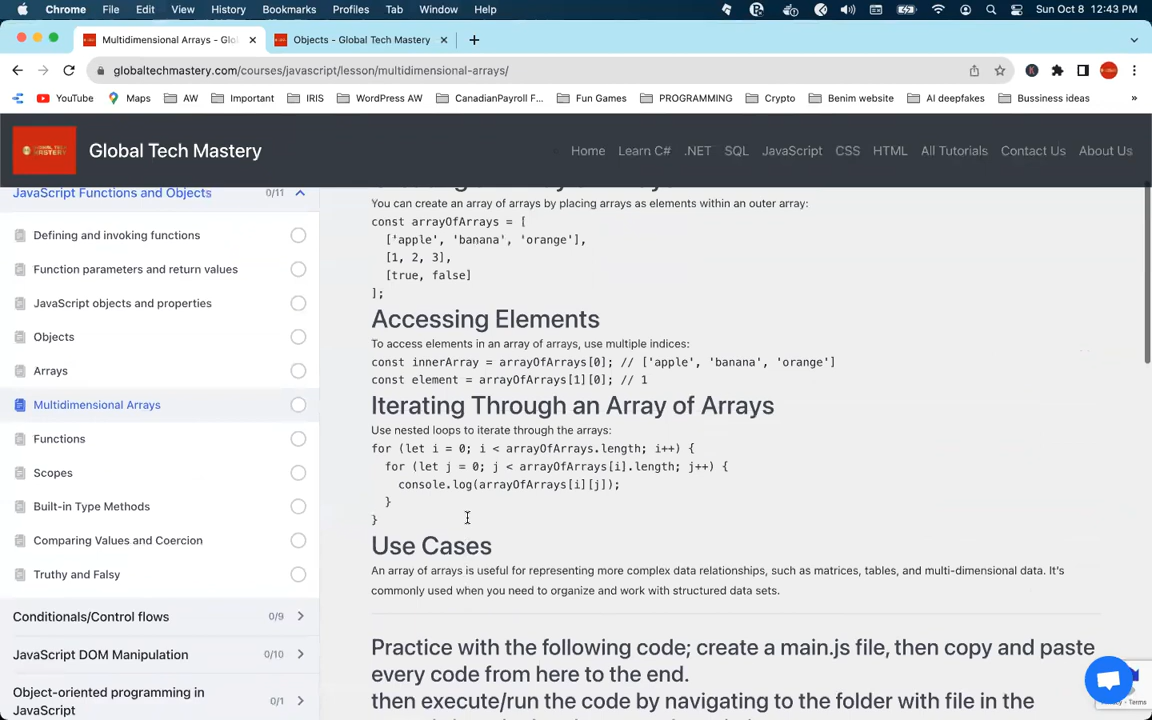 Chrome File Edit View History Bookmarks Profiles Tab Window Help Sun Oct 8 12:43 PM
Multidimensional Arrays - Glo Objects - Global Tech Mastery
globaltechmastery.com/courses/javascript/lesson/multidimensional-arrays/
YouTube Maps AW Important IRIS WordPress AW CanadianPayroll F... Fun Games PROGRAMMING Crypto Benim website AI deepfakes Bussiness ideas »
Global Tech Mastery Home Learn C# .NET SQL JavaScript CSS HTML All Tutorials Contact Us About Us
JavaScript Functions and Objects 0/11
Defining and invoking functions
Function parameters and return values
JavaScript objects and properties
Objects
Arrays
Multidimensional Arrays
Functions
Scopes
Built-in Type Methods
Comparing Values and Coercion
Truthy and Falsy
Conditionals/Control flows 0/9
JavaScript DOM Manipulation 0/10
Object-oriented programming in 0/1
JavaScript
You can create an array of arrays by placing arrays as elements within an outer array:
const arrayOfArrays = [
['apple', 'banana', 'orange'],
[1, 2, 3],
[true, false]
];
Accessing Elements
To access elements in an array of arrays, use multiple indices:
const innerArray = arrayOfArrays[0]; // ['apple', 'banana', 'orange']
const element = arrayOfArrays[1][0]; // 1
Iterating Through an Array of Arrays
Use nested loops to iterate through the arrays:
for (let i = 0; i < arrayOfArrays.length; i++) {
for (let j = 0; j < arrayOfArrays[i].length; j++) {
console.log(arrayOfArrays[i][j]);
}
}
Use Cases
An array of arrays is useful for representing more complex data relationships, such as matrices, tables, and multi-dimensional data. It's
commonly used when you need to organize and work with structured data sets.
Practice with the following code; create a main.js file, then copy and paste
every code from here to the end.
then execute/run the code by navigating to the folder with file in the
- Terms